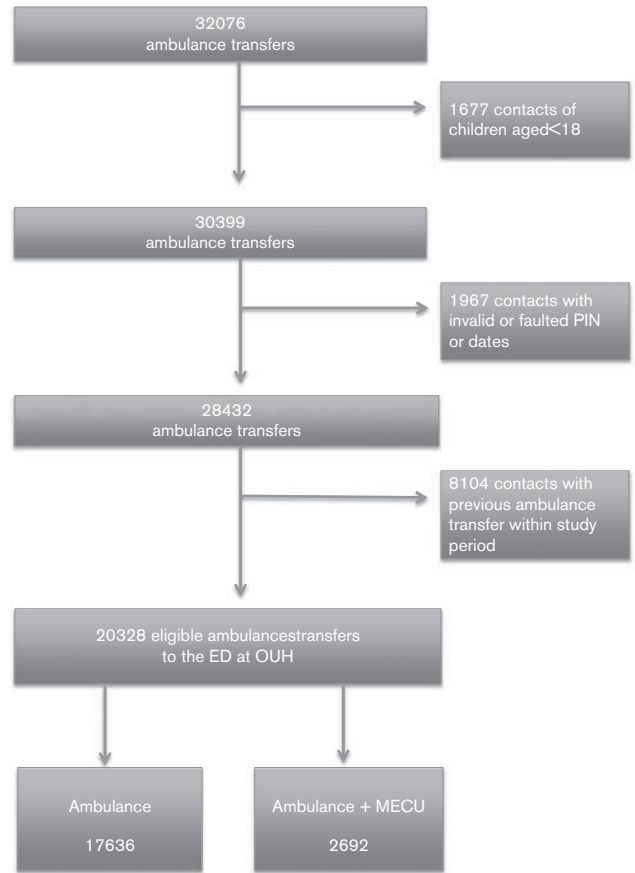 32076
ambulance transfers
1677 contacts of
children aged<18
30399
ambulance transfers
1967 contacts with
invalid or faulted PIN
or dates
28432
ambulance transfers
8104 contacts with
previous ambulance
transfer within study
period
20328 eligible ambulancestransfers
to the ED at OUH
Ambulance
17636
Ambulance + MECU
2692